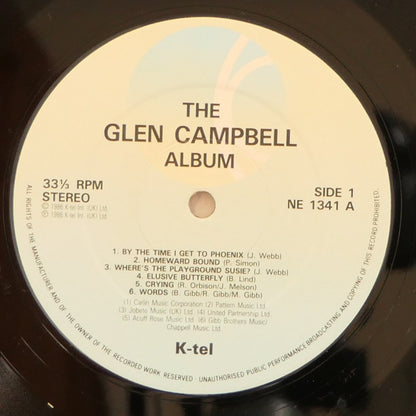 THE
GLEN CAMPBELL
ALBUM
33⅓ RPM
STEREO
Ⓟ 1986 K-tel Int. (UK) Ltd.
© 1986 K-tel Int. (UK) Ltd.
SIDE 1
NE 1341 A
1. BY THE TIME I GET TO PHOENIX (J. Webb)
2. HOMEWARD BOUND (P. Simon)
3. WHERE'S THE PLAYGROUND SUSIE? (J. Webb)
4. ELUSIVE BUTTERFLY (B. Lind)
5. CRYING (R. Orbison/J. Melson)
6. WORDS (B. Gibb/R. Gibb/M. Gibb)
(1) Carlin Music Corporation (2) Pattern Music Ltd.
(3) Jobete Music (UK) Ltd. (4) United Partnership Ltd.
(5) Acuff Rose Music Ltd. (6) Gibb Brothers Music/
Chappell Music Ltd.
K-tel
ALL RIGHTS OF THE MANUFACTURER AND OF THE OWNER OF THE RECORDED WORK RESERVED. UNAUTHORISED PUBLIC PERFORMANCE BROADCASTING AND COPYING OF THIS RECORD PROHIBITED.